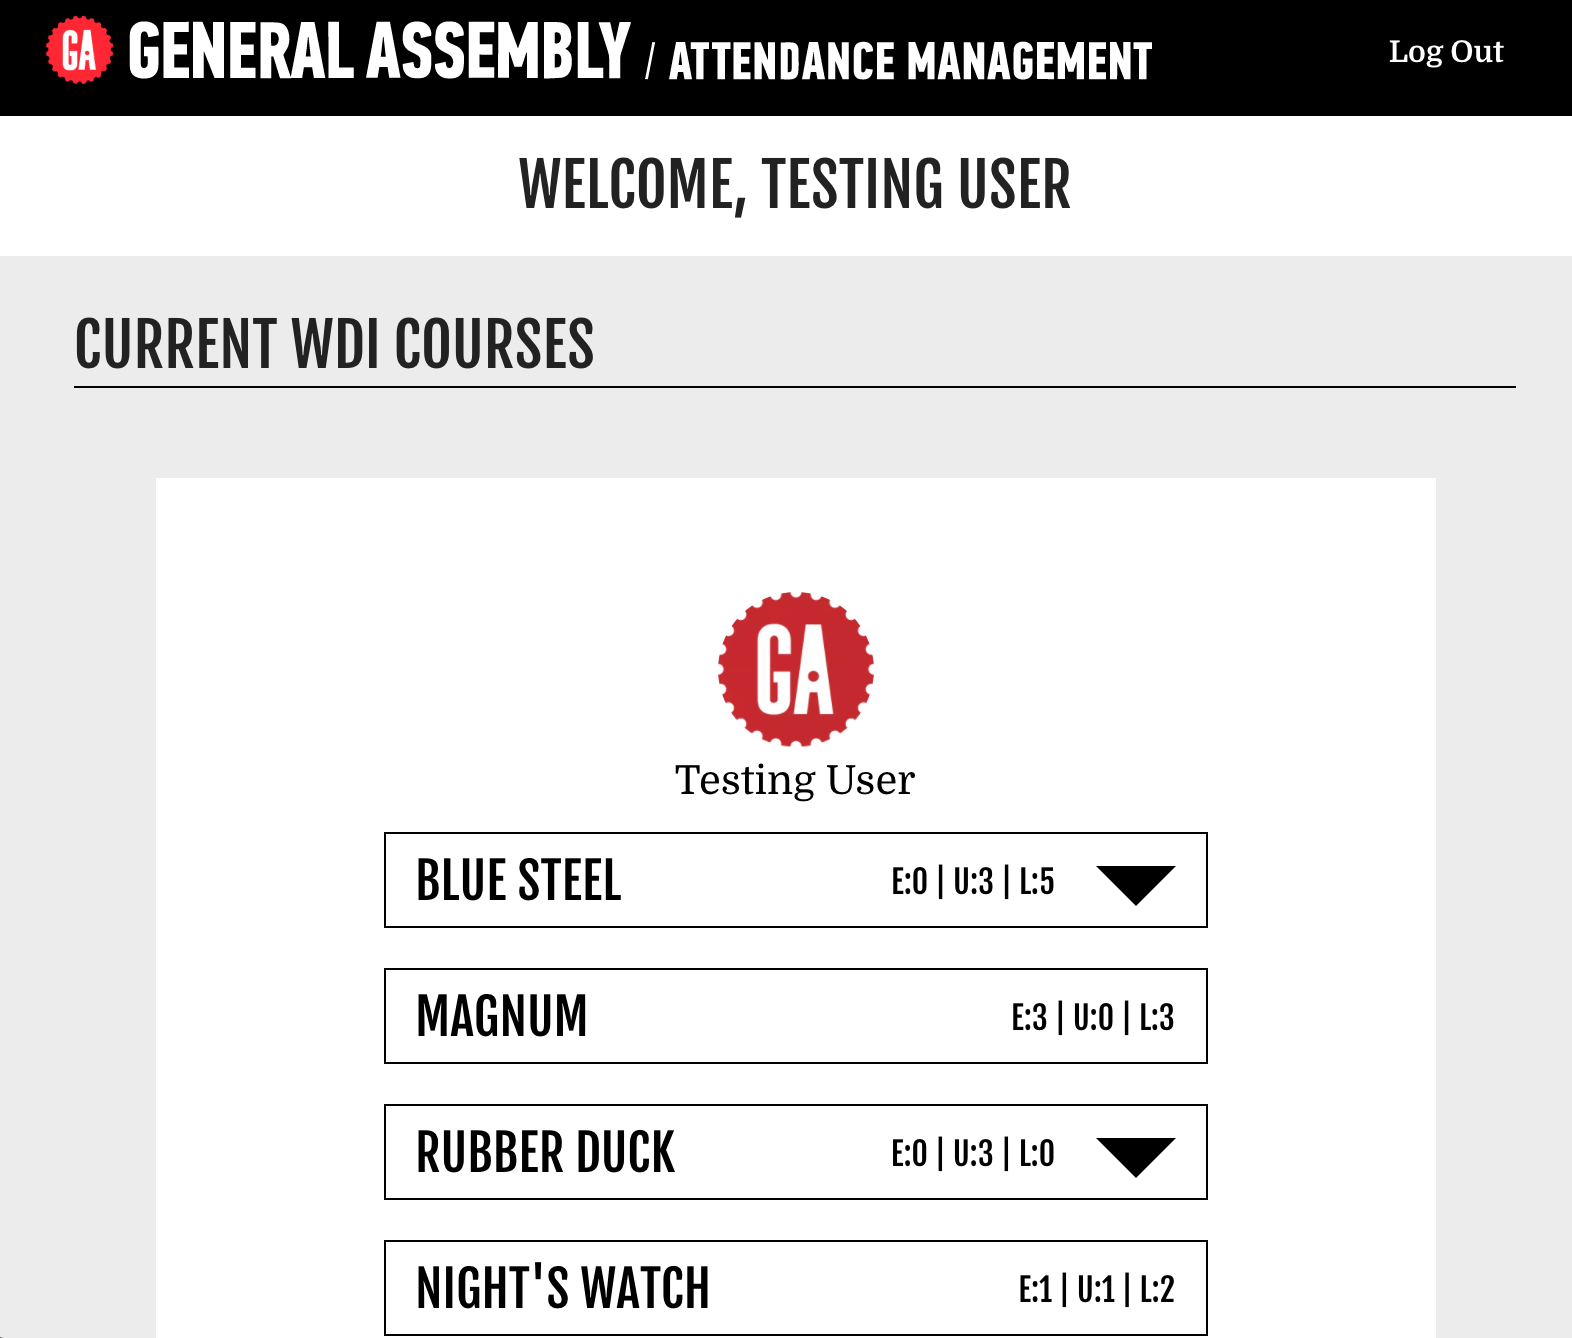 GA GENERAL ASSEMBLY / ATTENDANCE MANAGEMENT Log Out
WELCOME, TESTING USER
CURRENT WDI COURSES
GA
Testing User
BLUE STEEL E:0 | U:3 | L:5
MAGNUM E:3 | U:0 | L:3
RUBBER DUCK E:0 | U:3 | L:0
NIGHT'S WATCH E:1 | U:1 | L:2